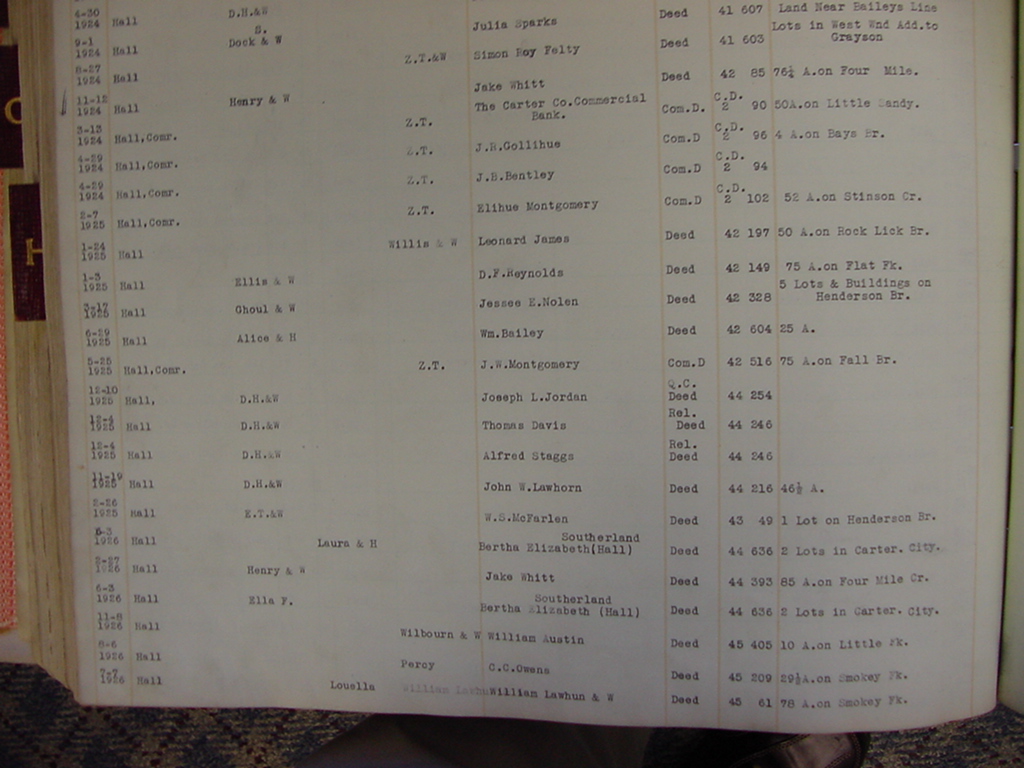 4-30 1924 Hall D.H.&W
9-1 1924 Hall S. Dock & W Julia Sparks Deed 41 607 Land Near Baileys Line
8-27 1924 Hall Z.T.&W Simon Roy Felty Deed 41 603 Lots in West Wnd Add.to Grayson
11-12 1924 Hall Henry & W Jake Whitt Deed 42 85 76¼ A.on Four Mile.
3-13 1924 Hall,Comr. Z.T. The Carter Co.Commercial Bank. Com.D. C.D. 2 90 50A.on Little Sandy.
4-29 1924 Hall,Comr. Z.T. J.R.Gollihue Com.D C.D. 2 96 4 A.on Bays Br.
4-29 1924 Hall,Comr. Z.T. J.B.Bentley Com.D C.D. 2 94
2-7 1925 Hall,Comr. Z.T. Elihue Montgomery Com.D C.D. 2 102 52 A.on Stinson Cr.
1-24 1925 Hall Willis & W Leonard James Deed 42 197 50 A.on Rock Lick Br.
1-3 1925 Hall Ellis & W D.F.Reynolds Deed 42 149 75 A.on Flat Fk.
3-17 1925 Hall Ghoul & W Jessee E.Nolen Deed 42 328 5 Lots & Buildings on Henderson Br.
6-29 1925 Hall Alice & H Wm.Bailey Deed 42 604 25 A.
5-25 1925 Hall,Comr. Z.T. J.W.Montgomery Com.D 42 516 75 A.on Fall Br.
12-10 1925 Hall, D.H.&W Joseph L.Jordan Q.C. Deed 44 254
12-4 1925 Hall D.H.&W Thomas Davis Rel. Deed 44 246
12-4 1925 Hall D.H.&W Alfred Staggs Rel. Deed 44 246
11-19 1925 Hall D.H.&W John W.Lawhorn Deed 44 216 46½ A.
2-26 1925 Hall E.T.&W W.S.McFarlen Deed 43 49 1 Lot on Henderson Br.
6-3 1926 Hall Laura & H Southerland Bertha Elizabeth(Hall) Deed 44 636 2 Lots in Carter. City.
2-27 1926 Hall Henry & W Jake Whitt Deed 44 393 85 A.on Four Mile Cr.
6-3 1926 Hall Ella F. Southerland Bertha Elizabeth (Hall) Deed 44 636 2 Lots in Carter. City.
11-8 1926 Hall Wilbourn & W William Austin Deed 45 405 10 A.on Little Fk.
8-6 1926 Hall Percy C.C.Owens Deed 45 209 29½A.on Smokey Fk.
7-7 1926 Hall Louella William Lawhun & W Deed 45 61 78 A.on Smokey Fk.
H